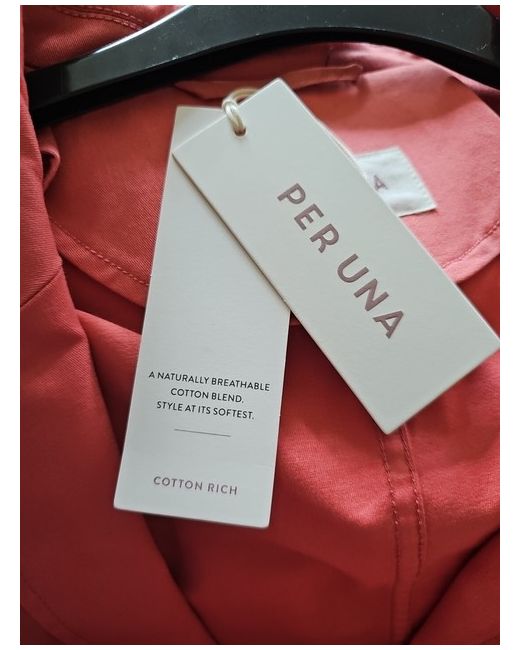 PER UNA
A NATURALLY BREATHABLE
COTTON BLEND.
STYLE AT ITS SOFTEST.
COTTON RICH